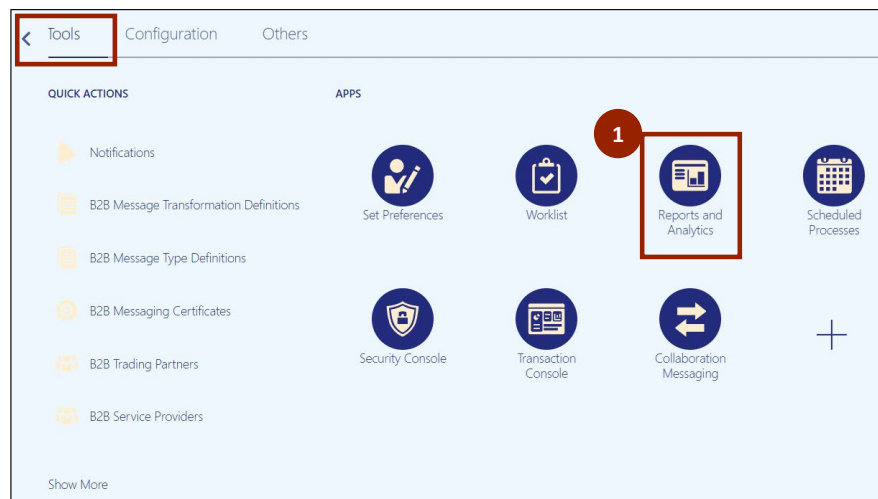 Tools Configuration Others
QUICK ACTIONS
Notifications
B2B Message Transformation Definitions
B2B Message Type Definitions
B2B Messaging Certificates
B2B Trading Partners
B2B Service Providers
Show More
APPS
1
Set Preferences
Worklist
Reports and
Analytics
Scheduled
Processes
Security Console
Transaction
Console
Collaboration
Messaging